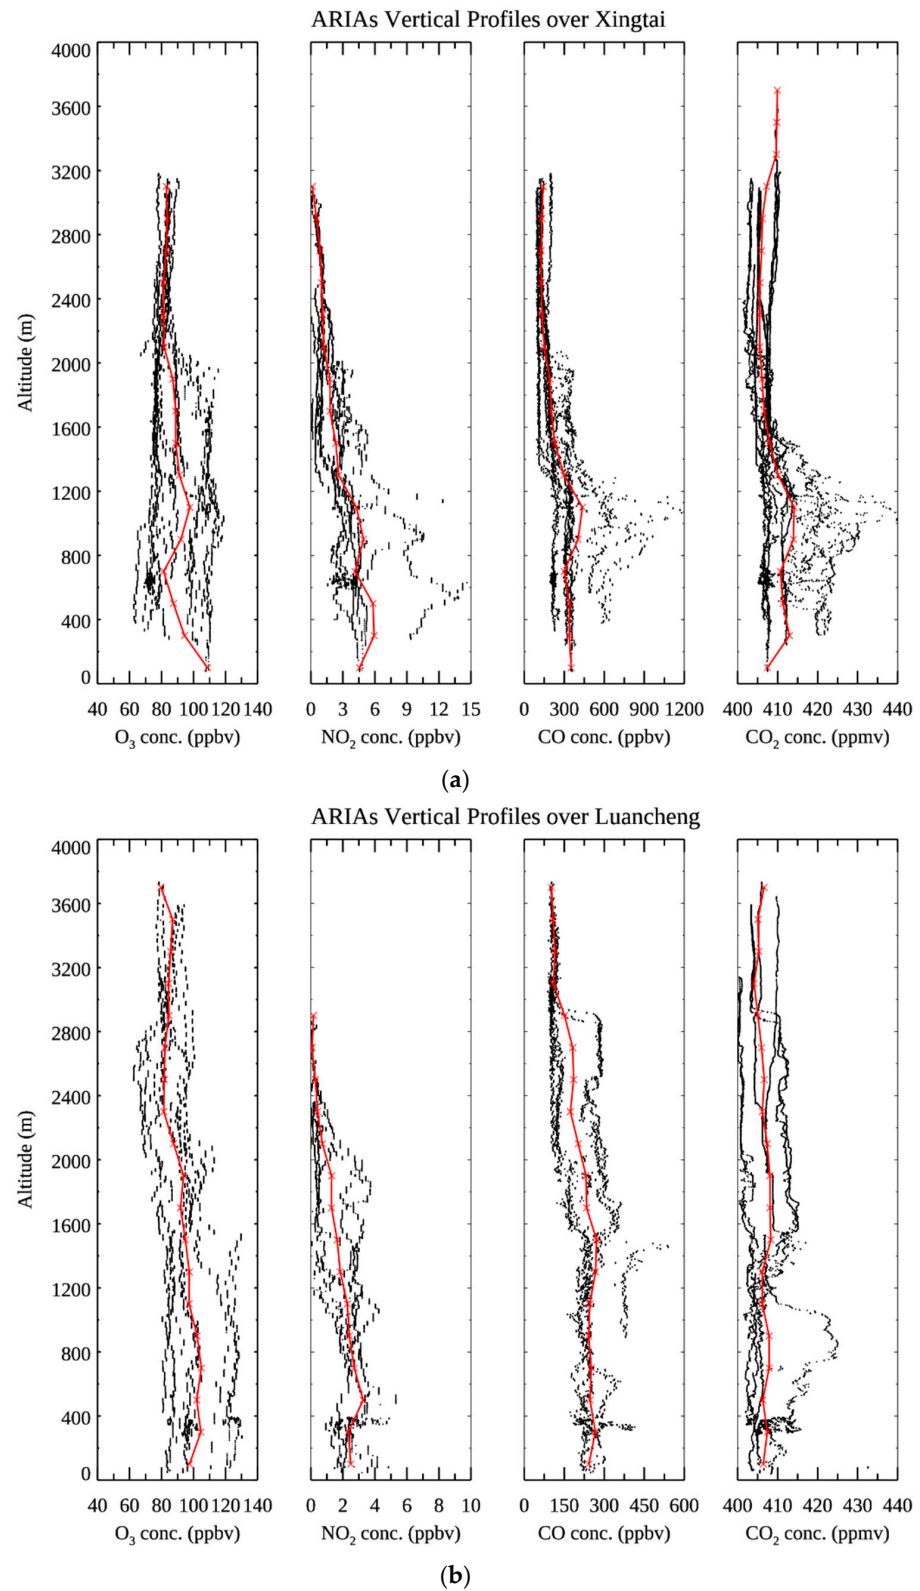 ARIAs Vertical Profiles over Xingtai
4000
3600
3200
2800
2400
2000
1600
1200
800
400
0
Altitude (m)
40 60 80 100 120 140
0 3 6 9 12 15
0 300 600 900 1200
400 410 420 430 440
O₃ conc. (ppbv)
NO₂ conc. (ppbv)
CO conc. (ppbv)
CO₂ conc. (ppmv)
(a)
ARIAs Vertical Profiles over Luancheng
4000
3600
3200
2800
2400
2000
1600
1200
800
400
0
Altitude (m)
40 60 80 100 120 140
0 2 4 6 8 10
0 150 300 450 600
400 410 420 430 440
O₃ conc. (ppbv)
NO₂ conc. (ppbv)
CO conc. (ppbv)
CO₂ conc. (ppmv)
(b)